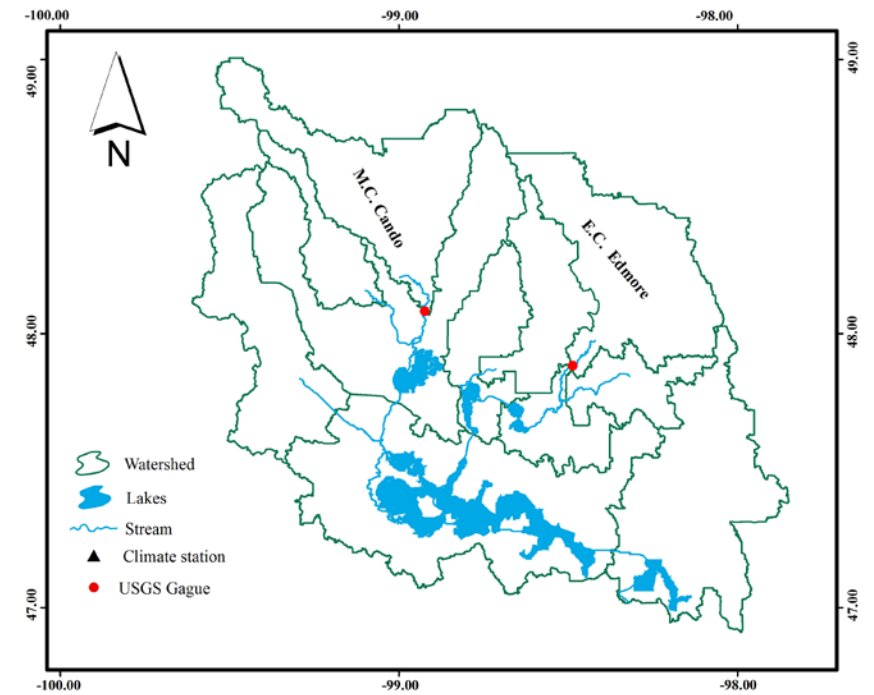 -100.00 -99.00 -98.00
49.00 49.00
N
M.C. Cando
E.C. Edmore
48.00 48.00
Watershed
Lakes
Stream
Climate station
USGS Gague
47.00 47.00
-100.00 -99.00 -98.00